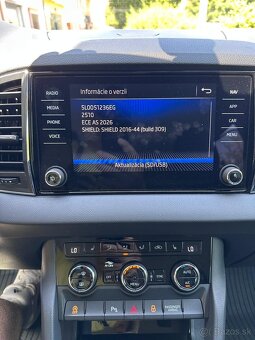 Informácie o verzii
5L0051236EG
2510
ECE AS 2026
SHIELD: SHIELD 2016-44 (build 309)
Aktualizácia (SD/USB)
RADIO
MEDIA
PHONE
VOICE
NAV
APP
CAR
MENU